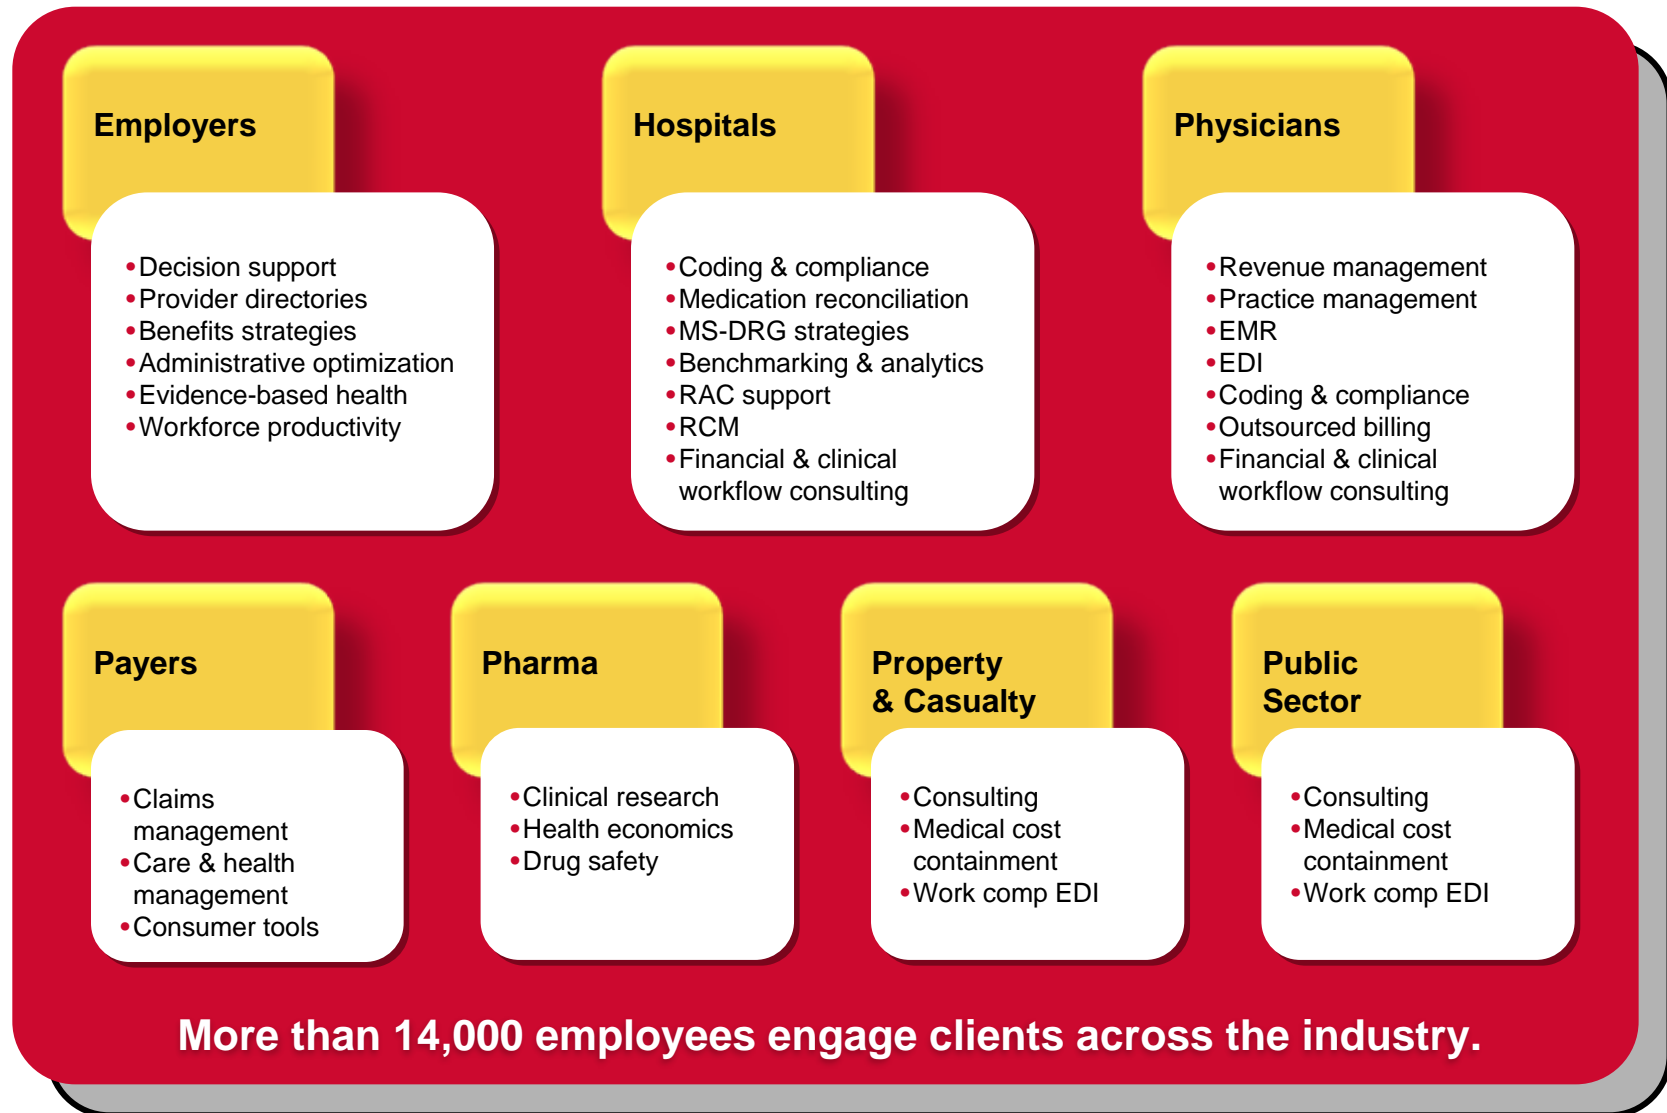 Employers
•Decision support
•Provider directories
•Benefits strategies
•Administrative optimization
•Evidence-based health
•Workforce productivity
Hospitals
•Coding & compliance
•Medication reconciliation
•MS-DRG strategies
•Benchmarking & analytics
•RAC support
•RCM
•Financial & clinical
workflow consulting
Physicians
•Revenue management
•Practice management
•EMR
•EDI
•Coding & compliance
•Outsourced billing
•Financial & clinical
workflow consulting
Payers
•Claims
management
•Care & health
management
•Consumer tools
Pharma
•Clinical research
•Health economics
•Drug safety
Property
& Casualty
•Consulting
•Medical cost
containment
•Work comp EDI
Public
Sector
•Consulting
•Medical cost
containment
•Work comp EDI
More than 14,000 employees engage clients across the industry.